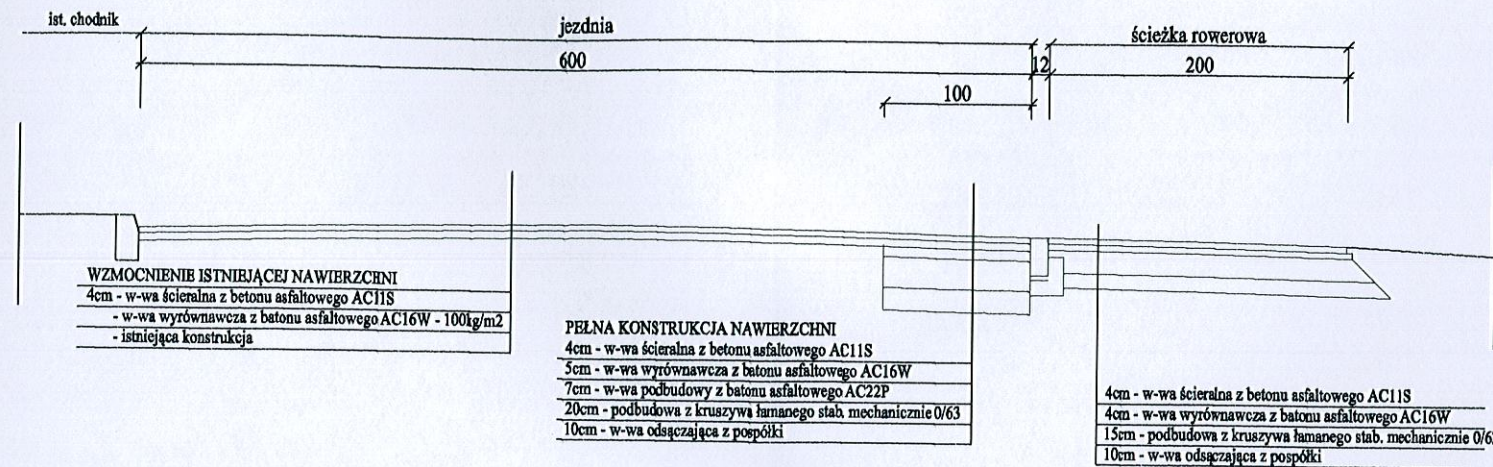 ist. chodnik
jezdnia
ścieżka rowerowa
600
12
200
100
WZMOCNIENIE ISTNIEJĄCEJ NAWIERZCHNI
4cm - w-wa ścieralna z betonu asfaltowego AC11S
- w-wa wyrównawcza z batonu asfaltowego AC16W - 100kg/m2
- istniejąca konstrukcja
PEŁNA KONSTRUKCJA NAWIERZCHNI
4cm - w-wa ścieralna z betonu asfaltowego AC11S
5cm - w-wa wyrównawcza z batonu asfaltowego AC16W
7cm - w-wa podbudowy z batonu asfaltowego AC22P
20cm - podbudowa z kruszywa łamanego stab. mechanicznie 0/63
10cm - w-wa odsączająca z pospółki
4cm - w-wa ścieralna z betonu asfaltowego AC11S
4cm - w-wa wyrównawcza z batonu asfaltowego AC16W
15cm - podbudowa z kruszywa łamanego stab. mechanicznie
10cm - w-wa odsączająca z pospółki